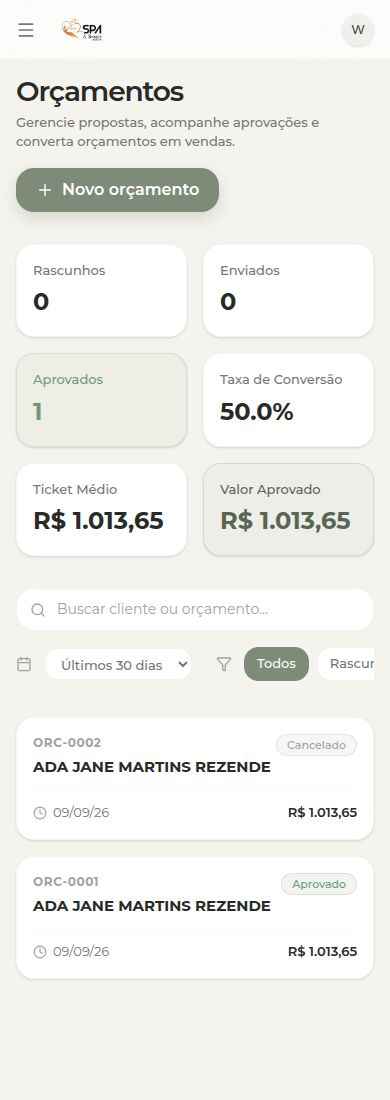 SPA
W
Orçamentos
Gerencie propostas, acompanhe aprovações e
converta orçamentos em vendas.
+ Novo orçamento
Rascunhos
0
Enviados
0
Aprovados
1
Taxa de Conversão
50.0%
Ticket Médio
R$ 1.013,65
Valor Aprovado
R$ 1.013,65
Buscar cliente ou orçamento...
Últimos 30 dias
Todos
Rascur
ORC-0002
Cancelado
ADA JANE MARTINS REZENDE
09/09/26
R$ 1.013,65
ORC-0001
Aprovado
ADA JANE MARTINS REZENDE
09/09/26
R$ 1.013,65